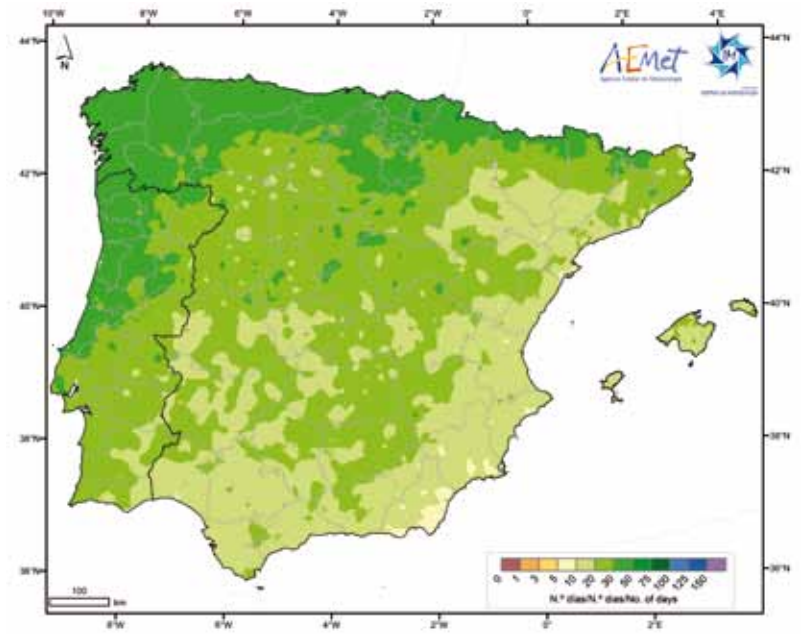 10°W 8°W 6°W 4°W 2°W 0° 2°E 4°E
44°N 44°N
N
AEMet
Agencia Estatal de Meteorología
IM
42°N 42°N
40°N 40°N
38°N 38°N
36°N 36°N
0 1 3 5 10 20 30 50 75 100 125 150
N.º días/N.º dias/No. of days
100
km
8°W 6°W 4°W 2°W 0° 2°E